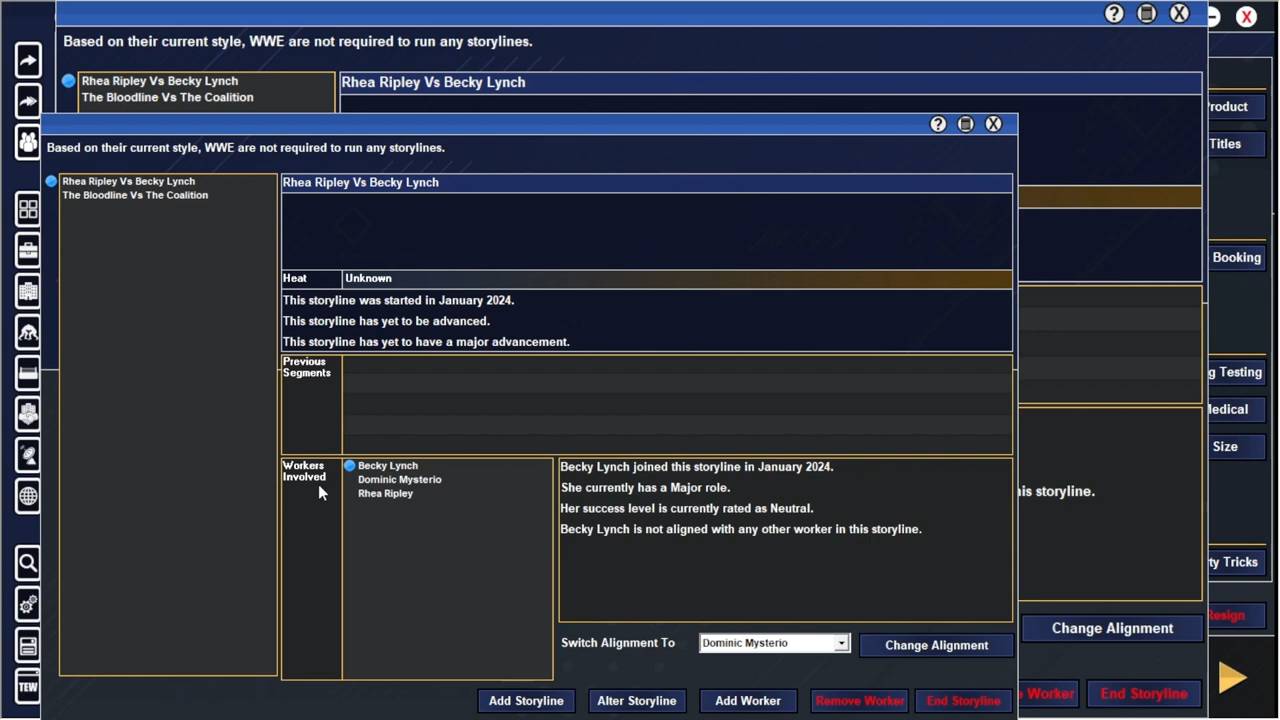 ? X
X
Based on their current style, WWE are not required to run any storylines.
Rhea Ripley Vs Becky Lynch
The Bloodline Vs The Coalition
Rhea Ripley Vs Becky Lynch
Product
Titles
? X
Based on their current style, WWE are not required to run any storylines.
Rhea Ripley Vs Becky Lynch
The Bloodline Vs The Coalition
Rhea Ripley Vs Becky Lynch
Heat
Unknown
This storyline was started in January 2024.
This storyline has yet to be advanced.
This storyline has yet to have a major advancement.
Previous
Segments
Workers
Involved
Becky Lynch
Dominic Mysterio
Rhea Ripley
Becky Lynch joined this storyline in January 2024.
She currently has a Major role.
Her success level is currently rated as Neutral.
Becky Lynch is not aligned with any other worker in this storyline.
Switch Alignment To
Dominic Mysterio
Change Alignment
Add Storyline
Alter Storyline
Add Worker
Remove Worker
End Storyline
his storyline.
Change Alignment
Worker
End Storyline
Booking
g Testing
Medical
Size
ty Tricks
Resign
TEW